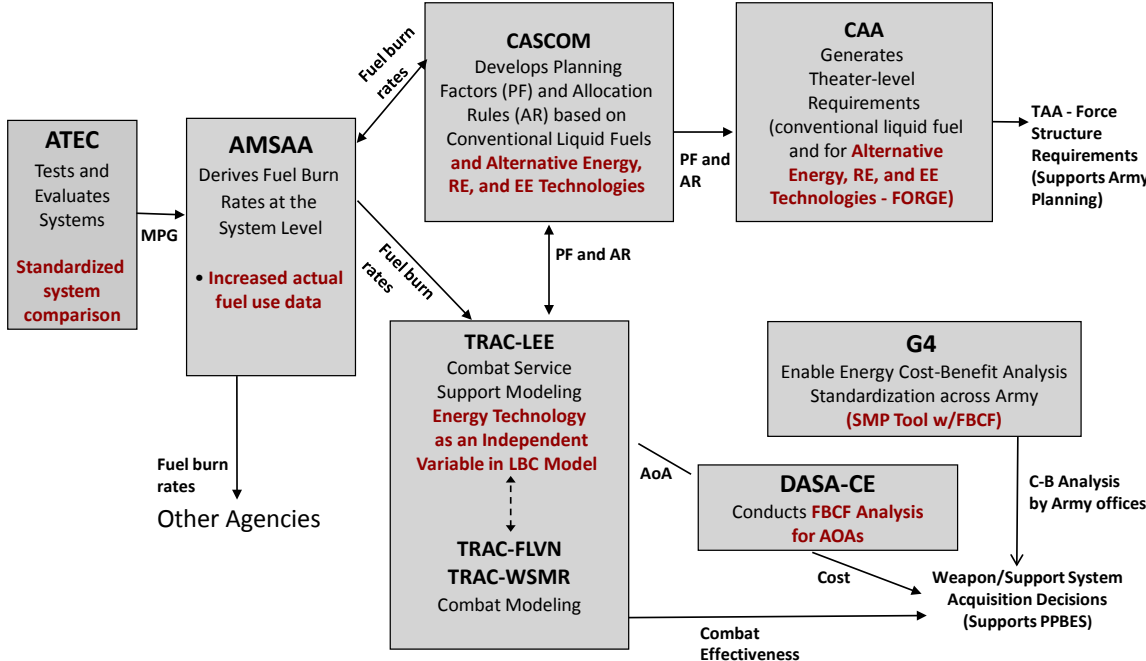 ATEC
Tests and
Evaluates
Systems
Standardized
system
comparison
MPG
AMSAA
Derives Fuel Burn
Rates at the
System Level
• Increased actual
fuel use data
Fuel burn
rates
Other Agencies
Fuel burn
rates
Fuel burn
rates
CASCOM
Develops Planning
Factors (PF) and Allocation
Rules (AR) based on
Conventional Liquid Fuels
and Alternative Energy,
RE, and EE Technologies
PF and
AR
PF and AR
CAA
Generates
Theater-level
Requirements
(conventional liquid fuel
and for Alternative
Energy, RE, and EE
Technologies - FORGE)
TAA - Force
Structure
Requirements
(Supports Army
Planning)
TRAC-LEE
Combat Service
Support Modeling
Energy Technology
as an Independent
Variable in LBC Model
TRAC-FLVN
TRAC-WSMR
Combat Modeling
AoA
G4
Enable Energy Cost-Benefit Analysis
Standardization across Army
(SMP Tool w/FBCF)
C-B Analysis
by Army offices
DASA-CE
Conducts FBCF Analysis
for AOAs
Cost
Combat
Effectiveness
Weapon/Support System
Acquisition Decisions
(Supports PPBES)